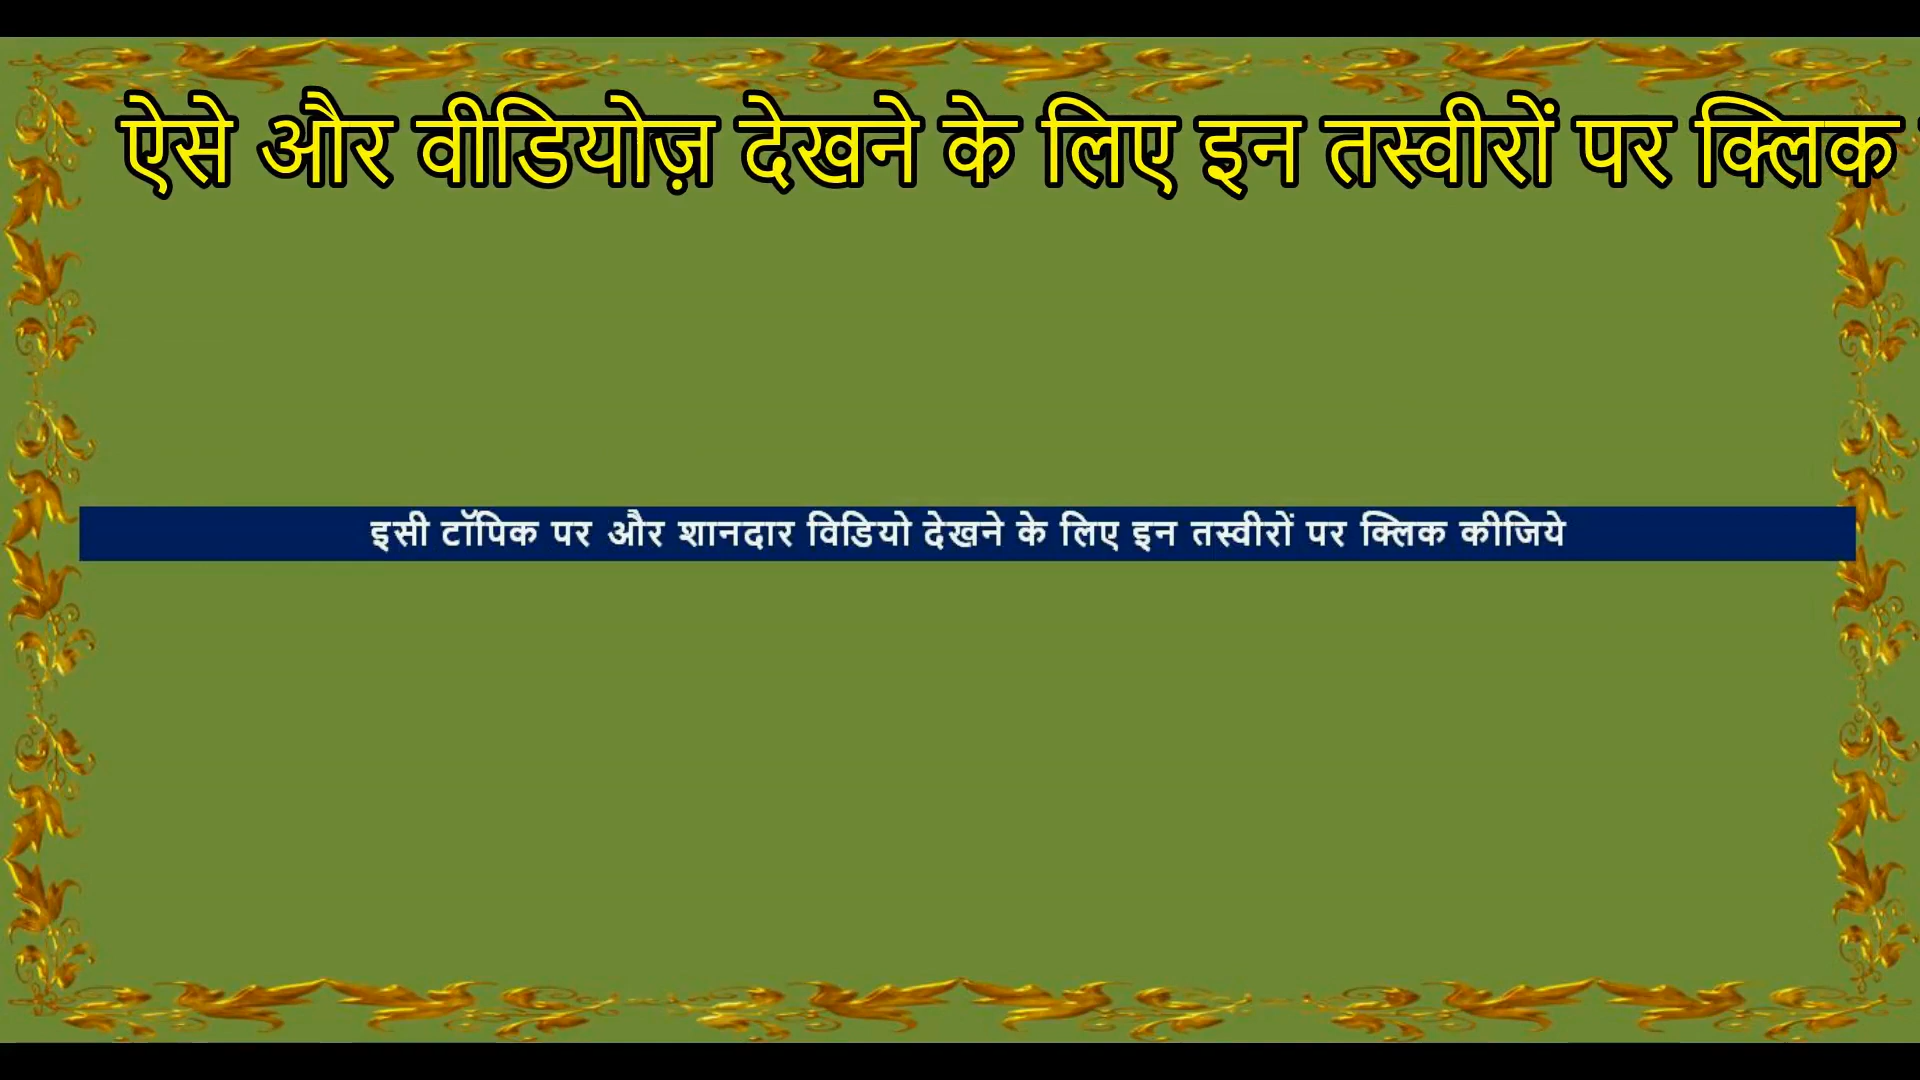 ऐसे और वीडियोज़ देखने के लिए इन तस्वीरों पर क्लिक
इसी टॉपिक पर और शानदार विडियो देखने के लिए इन तस्वीरों पर क्लिक कीजिये